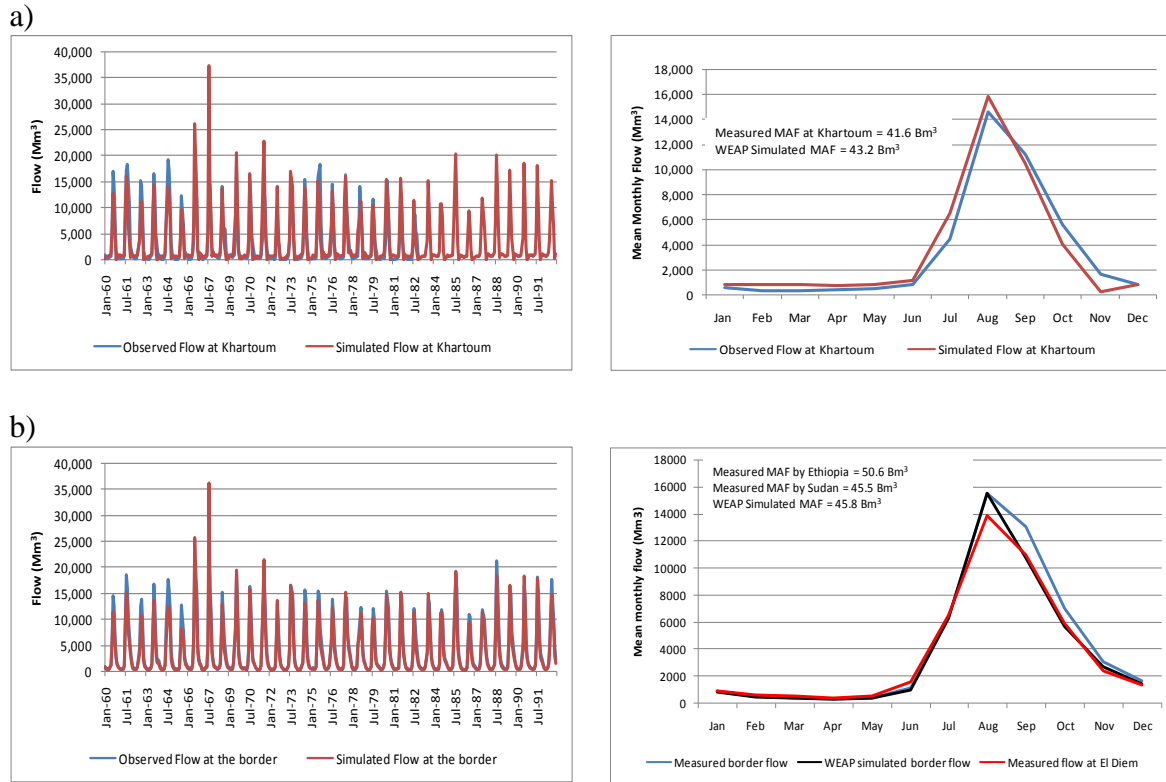 a)
40,000
35,000
30,000
25,000
20,000
15,000
10,000
5,000
0
Flow (Mm³)
Jan-60
Jul-61
Jan-63
Jul-64
Jan-66
Jul-67
Jan-69
Jul-70
Jan-72
Jul-73
Jan-75
Jul-76
Jan-78
Jul-79
Jan-81
Jul-82
Jan-84
Jul-85
Jan-87
Jul-88
Jan-90
Jul-91
Observed Flow at Khartoum
Simulated Flow at Khartoum
18,000
16,000
14,000
12,000
10,000
8,000
6,000
4,000
2,000
0
Mean Monthly Flow (Mm³)
Measured MAF at Khartoum = 41.6 Bm³
WEAP Simulated MAF = 43.2 Bm³
Jan Feb Mar Apr May Jun Jul Aug Sep Oct Nov Dec
Observed Flow at Khartoum
Simulated Flow at Khartoum
b)
40,000
35,000
30,000
25,000
20,000
15,000
10,000
5,000
0
Flow (Mm³)
Jan-60
Jul-61
Jan-63
Jul-64
Jan-66
Jul-67
Jan-69
Jul-70
Jan-72
Jul-73
Jan-75
Jul-76
Jan-78
Jul-79
Jan-81
Jul-82
Jan-84
Jul-85
Jan-87
Jul-88
Jan-90
Jul-91
Observed Flow at the border
Simulated Flow at the border
18000
16000
14000
12000
10000
8000
6000
4000
2000
0
Mean monthly flow (Mm3)
Measured MAF by Ethiopia = 50.6 Bm³
Measured MAF by Sudan = 45.5 Bm³
WEAP Simulated MAF = 45.8 Bm³
Jan Feb Mar Apr May Jun Jul Aug Sep Oct Nov Dec
Measured border flow
WEAP simulated border flow
Measured flow at El Diem